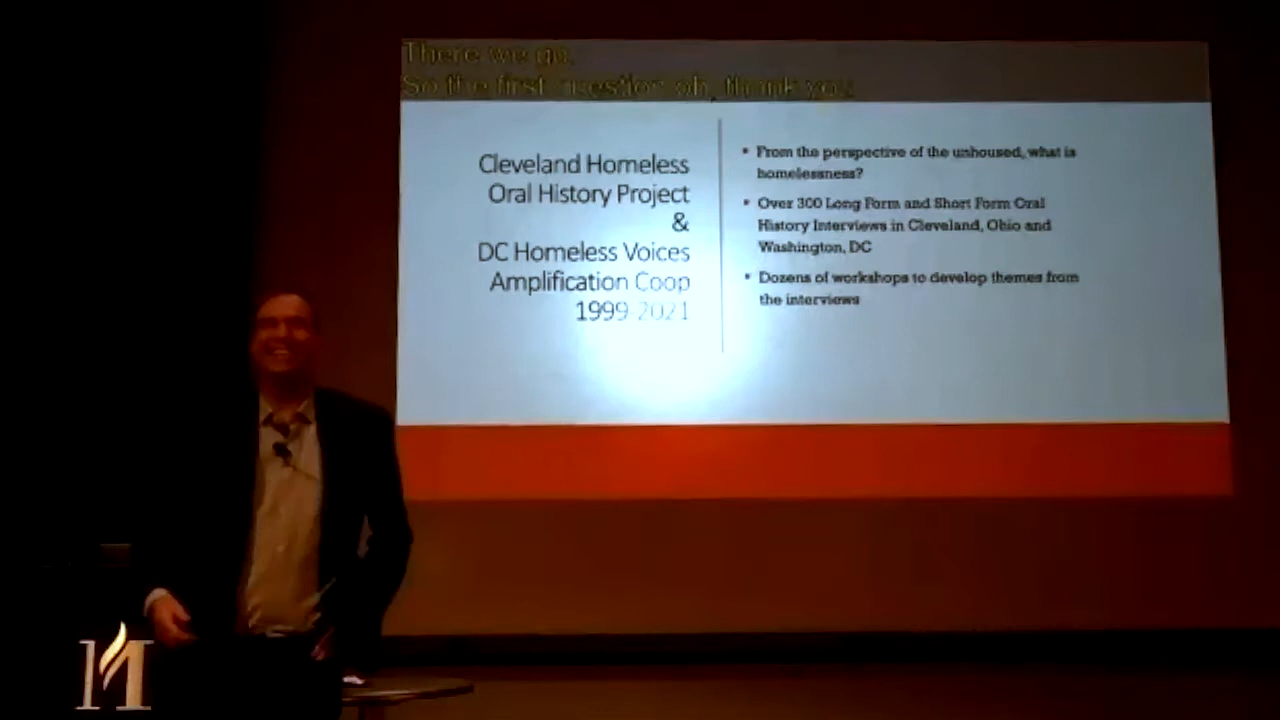 There we go.
So the first question oh, thank you
Cleveland Homeless
Oral History Project
&
DC Homeless Voices
Amplification Coop
1999-2021
• From the perspective of the unhoused, what is
homelessness?
• Over 300 Long Form and Short Form Oral
History Interviews in Cleveland, Ohio and
Washington, DC
• Dozens of workshops to develop themes from
the interviews
M